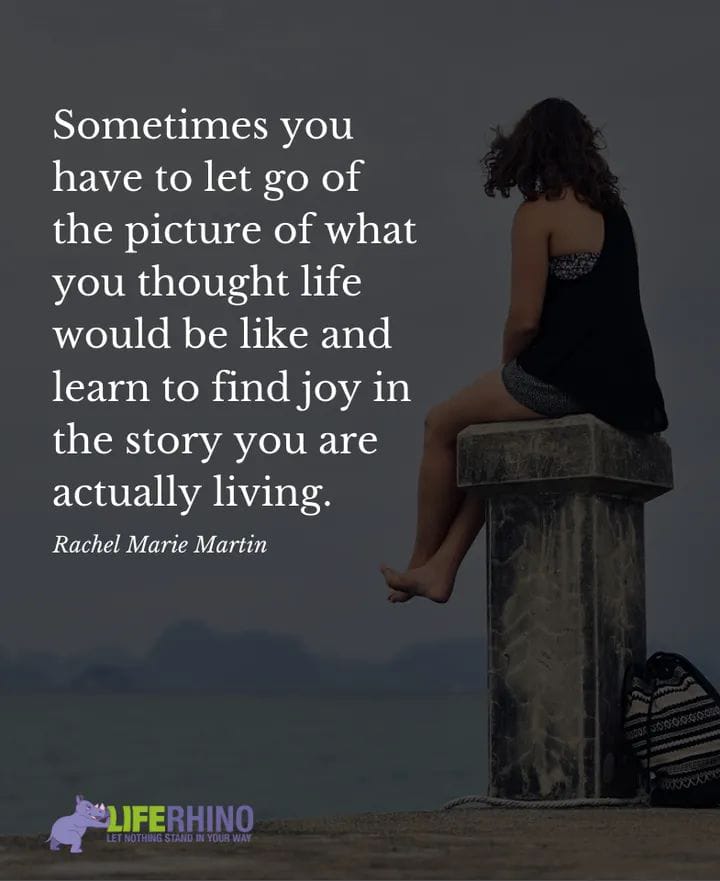 Sometimes you
have to let go of
the picture of what
you thought life
would be like and
learn to find joy in
the story you are
actually living.
Rachel Marie Martin
LIFERHINO
LET NOTHING STAND IN YOUR WAY